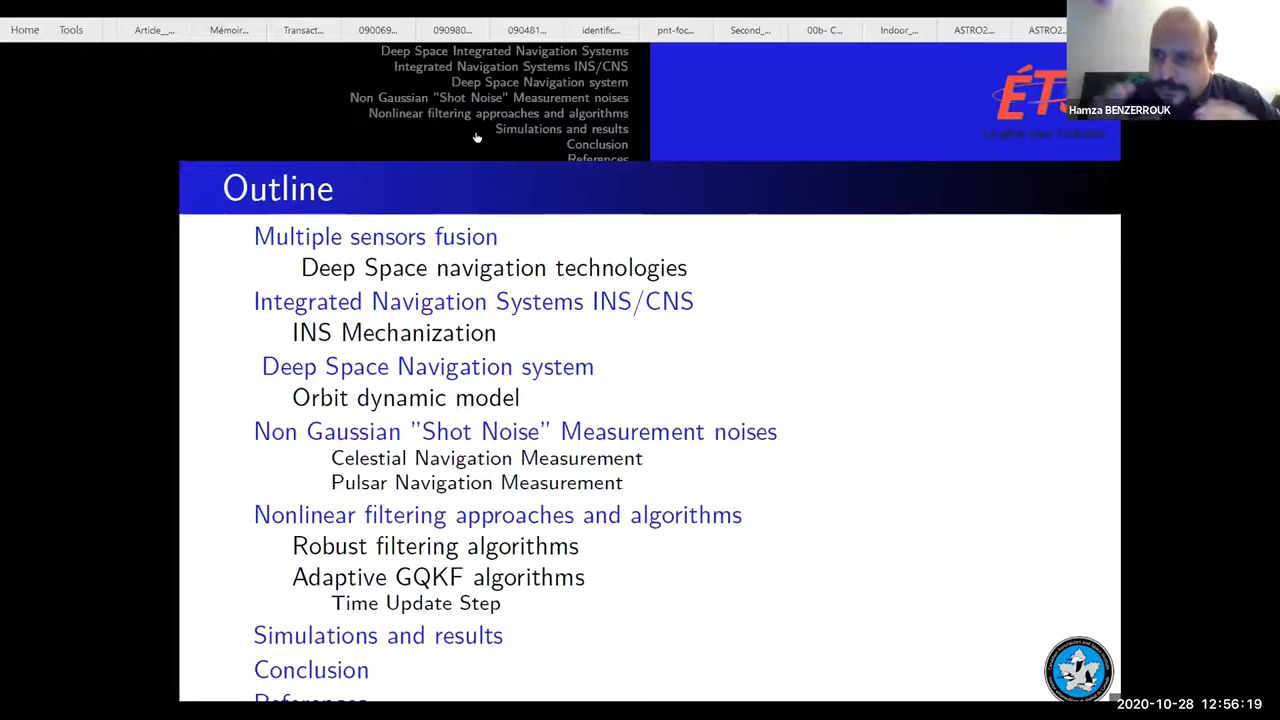 Home Tools Article__... Mémoir... Transact... 090069... 090980... 090481... identific... pnt-foc... Second_... 00b- C... Indoor_... ASTRO2... ASTRO2...
Deep Space Integrated Navigation Systems
Integrated Navigation Systems INS/CNS
Deep Space Navigation system
Non Gaussian "Shot Noise" Measurement noises
Nonlinear filtering approaches and algorithms
Simulations and results
Conclusion
References
Hamza BENZERROUK
Outline
Multiple sensors fusion
Deep Space navigation technologies
Integrated Navigation Systems INS/CNS
INS Mechanization
Deep Space Navigation system
Orbit dynamic model
Non Gaussian "Shot Noise" Measurement noises
Celestial Navigation Measurement
Pulsar Navigation Measurement
Nonlinear filtering approaches and algorithms
Robust filtering algorithms
Adaptive GQKF algorithms
Time Update Step
Simulations and results
Conclusion
References
2020-10-28 12:56:19